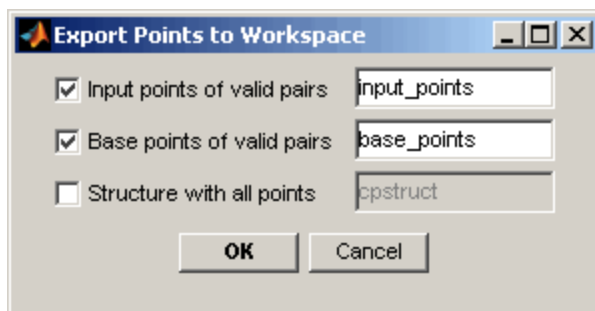 Export Points to Workspace
Input points of valid pairs input_points
Base points of valid pairs base_points
Structure with all points cpstruct
OK Cancel